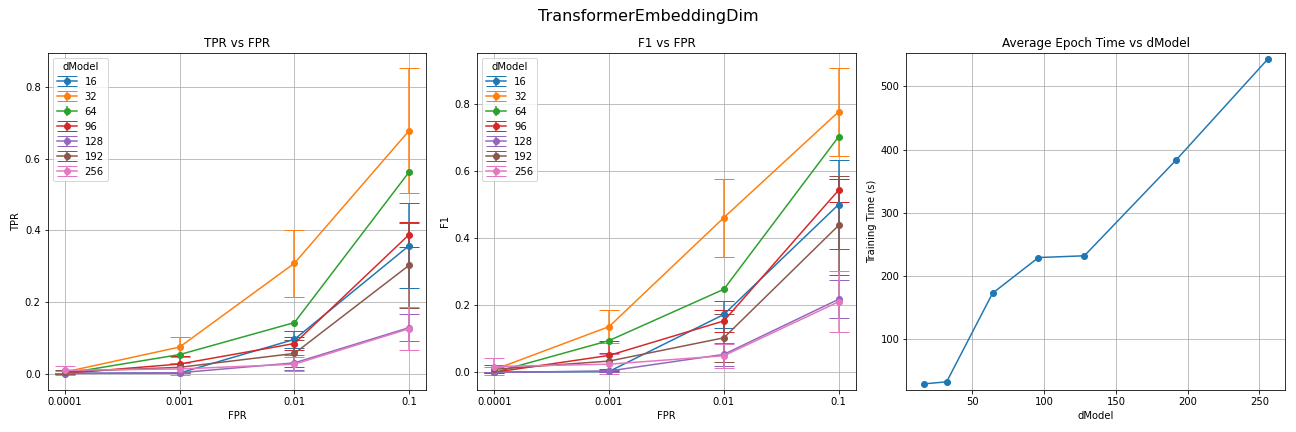 TransformerEmbeddingDim
TPR vs FPR
dModel
16
32
64
96
128
192
256
TPR
0.8
0.6
0.4
0.2
0.0
0.0001 0.001 0.01 0.1
FPR
F1 vs FPR
dModel
16
32
64
96
128
192
256
F1
0.8
0.6
0.4
0.2
0.0
0.0001 0.001 0.01 0.1
FPR
Average Epoch Time vs dModel
Training Time (s)
500
400
300
200
100
50 100 150 200 250
dModel